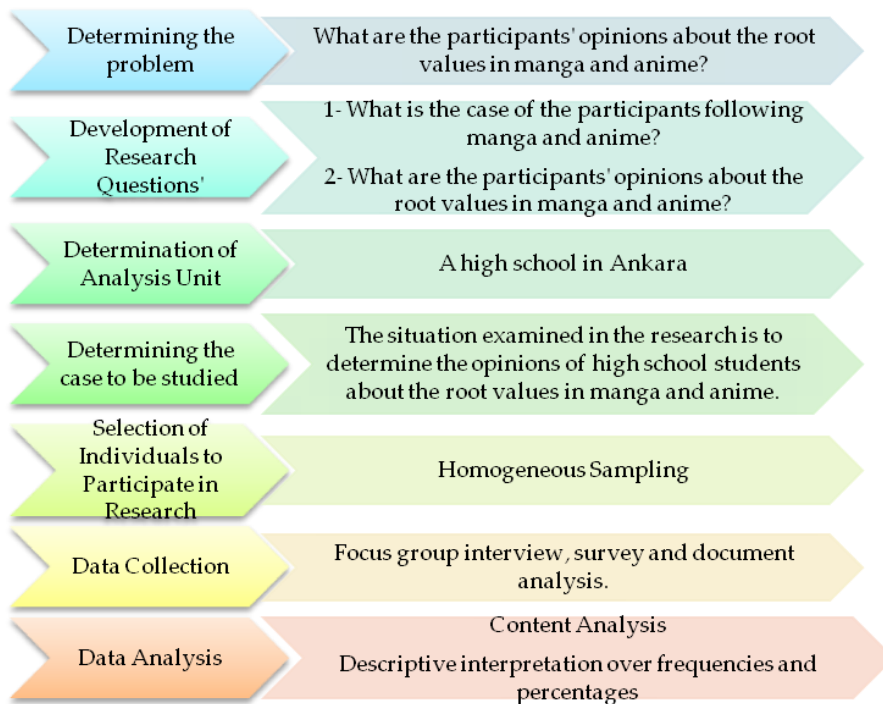 Determining the
problem
What are the participants' opinions about the root
values in manga and anime?
Development of
Research
Questions'
1- What is the case of the participants following
manga and anime?
2- What are the participants' opinions about the
root values in manga and anime?
Determination of
Analysis Unit
A high school in Ankara
Determining the
case to be studied
The situation examined in the research is to
determine the opinions of high school students
about the root values in manga and anime.
Selection of
Individuals to
Participate in
Research
Homogeneous Sampling
Data Collection
Focus group interview, survey and document
analysis.
Data Analysis
Content Analysis
Descriptive interpretation over frequencies and
percentages